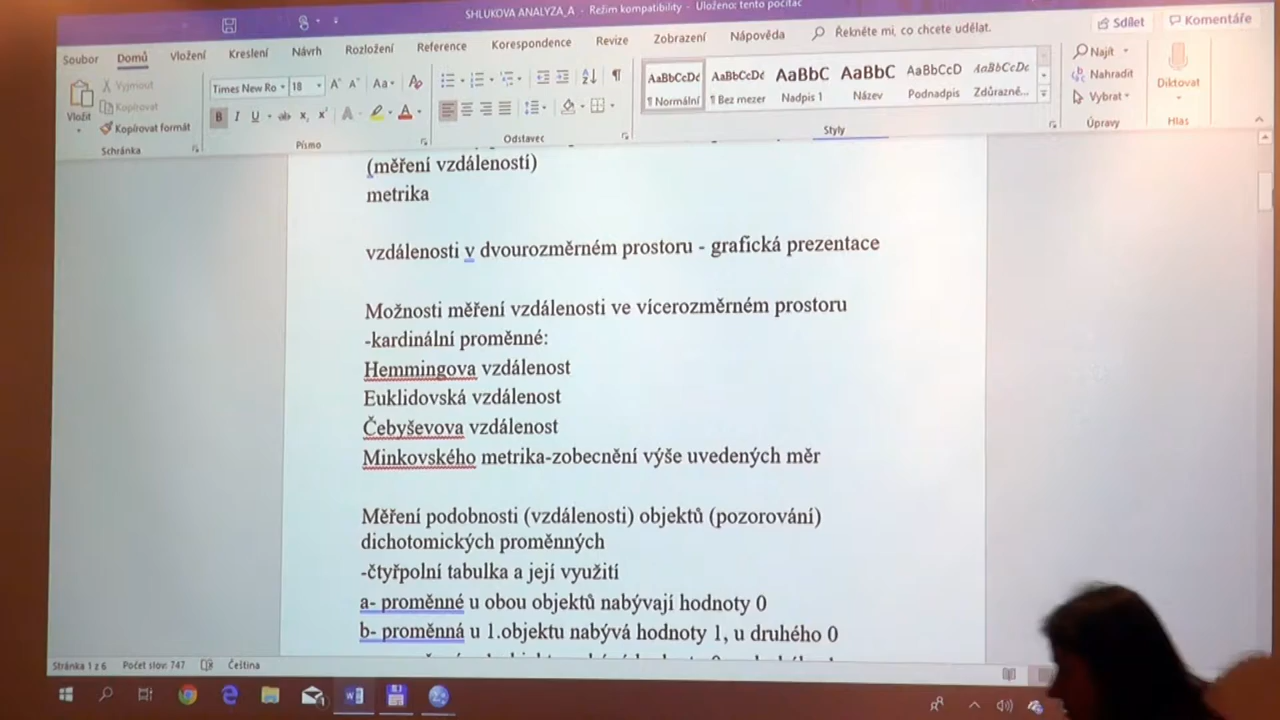 SHLUKOVA ANALYZA_A - Režim kompatibility - Uloženo: tento počítač
Soubor Domů Vložení Kreslení Návrh Rozložení Reference Korespondence Revize Zobrazení Nápověda Řekněte mi, co chcete udělat. Sdílet Komentáře
Vložit
Vyjmout
Kopírovat
Kopírovat formát
Schránka
Times New Ro 18
Písmo
Odstavec
AaBbCcDc AaBbCcDc AaBbC AaBbC AaBbCcD AaBbCcDc
¶ Normální ¶ Bez mezer Nadpis 1 Název Podnadpis Zdůrazné...
Styly
Najít
Nahradit
Vybrat
Úpravy
Diktovat
Hlas
(měření vzdáleností)
metrika
vzdálenosti v dvourozměrném prostoru - grafická prezentace
Možnosti měření vzdálenosti ve vícerozměrném prostoru
-kardinální proměnné:
Hemmingova vzdálenost
Euklidovská vzdálenost
Čebyševova vzdálenost
Minkovského metrika-zobecnění výše uvedených měr
Měření podobnosti (vzdálenosti) objektů (pozorování)
dichotomických proměnných
-čtyřpolní tabulka a její využití
a- proměnné u obou objektů nabývají hodnoty 0
b- proměnná u 1.objektu nabývá hodnoty 1, u druhého 0
Stránka 1 z 6 Počet slov: 747 Čeština